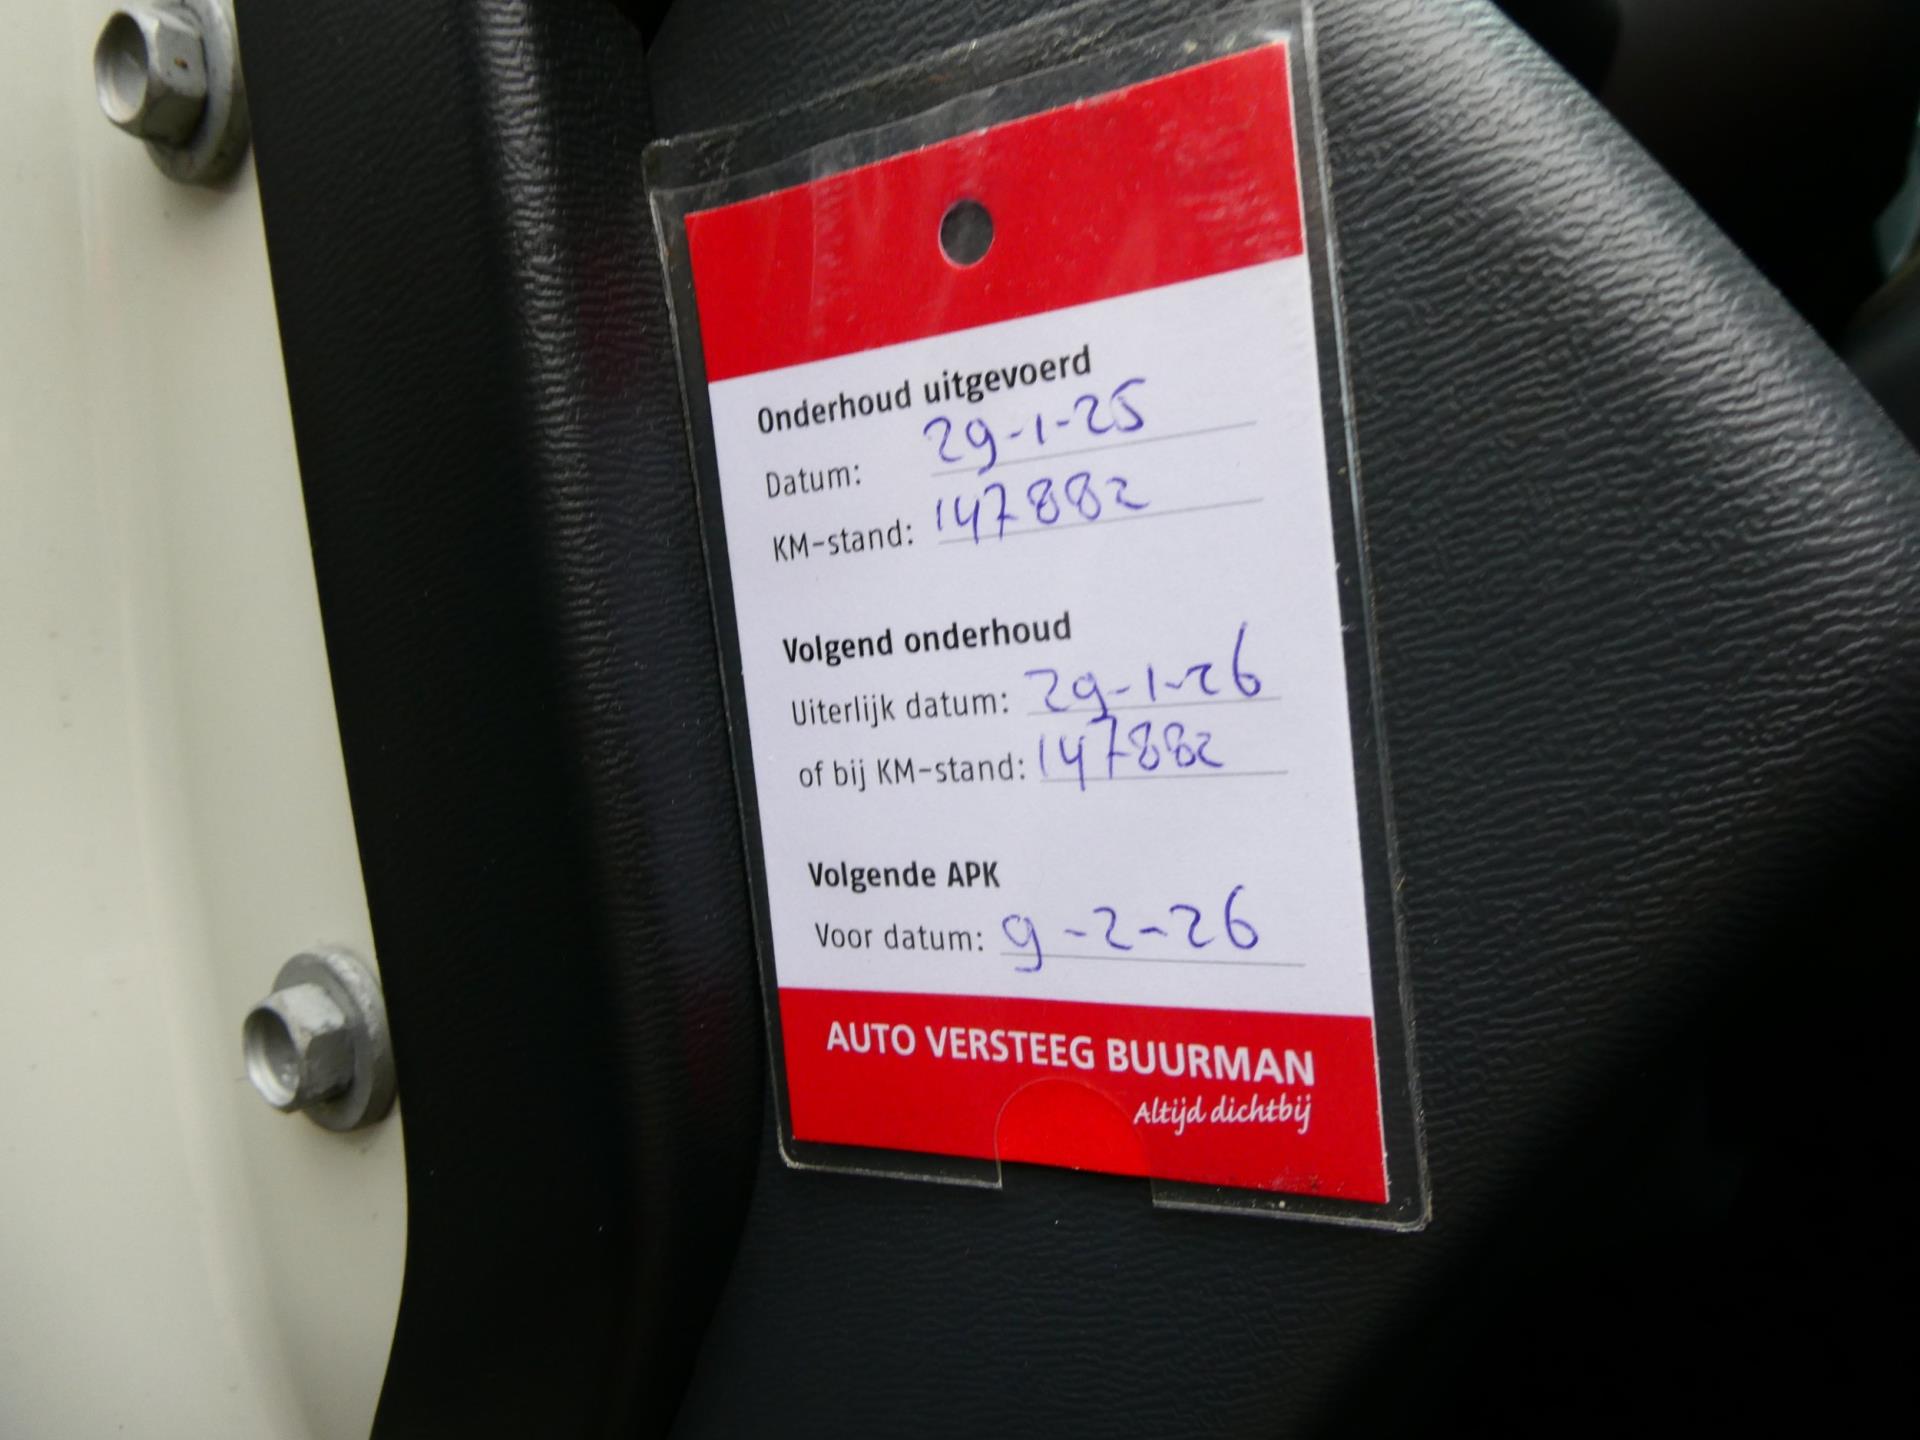 Onderhoud uitgevoerd
Datum: 29-1-25
KM-stand: 147882
Volgend onderhoud
Uiterlijk datum: 29-1-26
of bij KM-stand: 147882
Volgende APK
Voor datum: 9-2-26
AUTO VERSTEEG BUURMAN
Altijd dichtbij